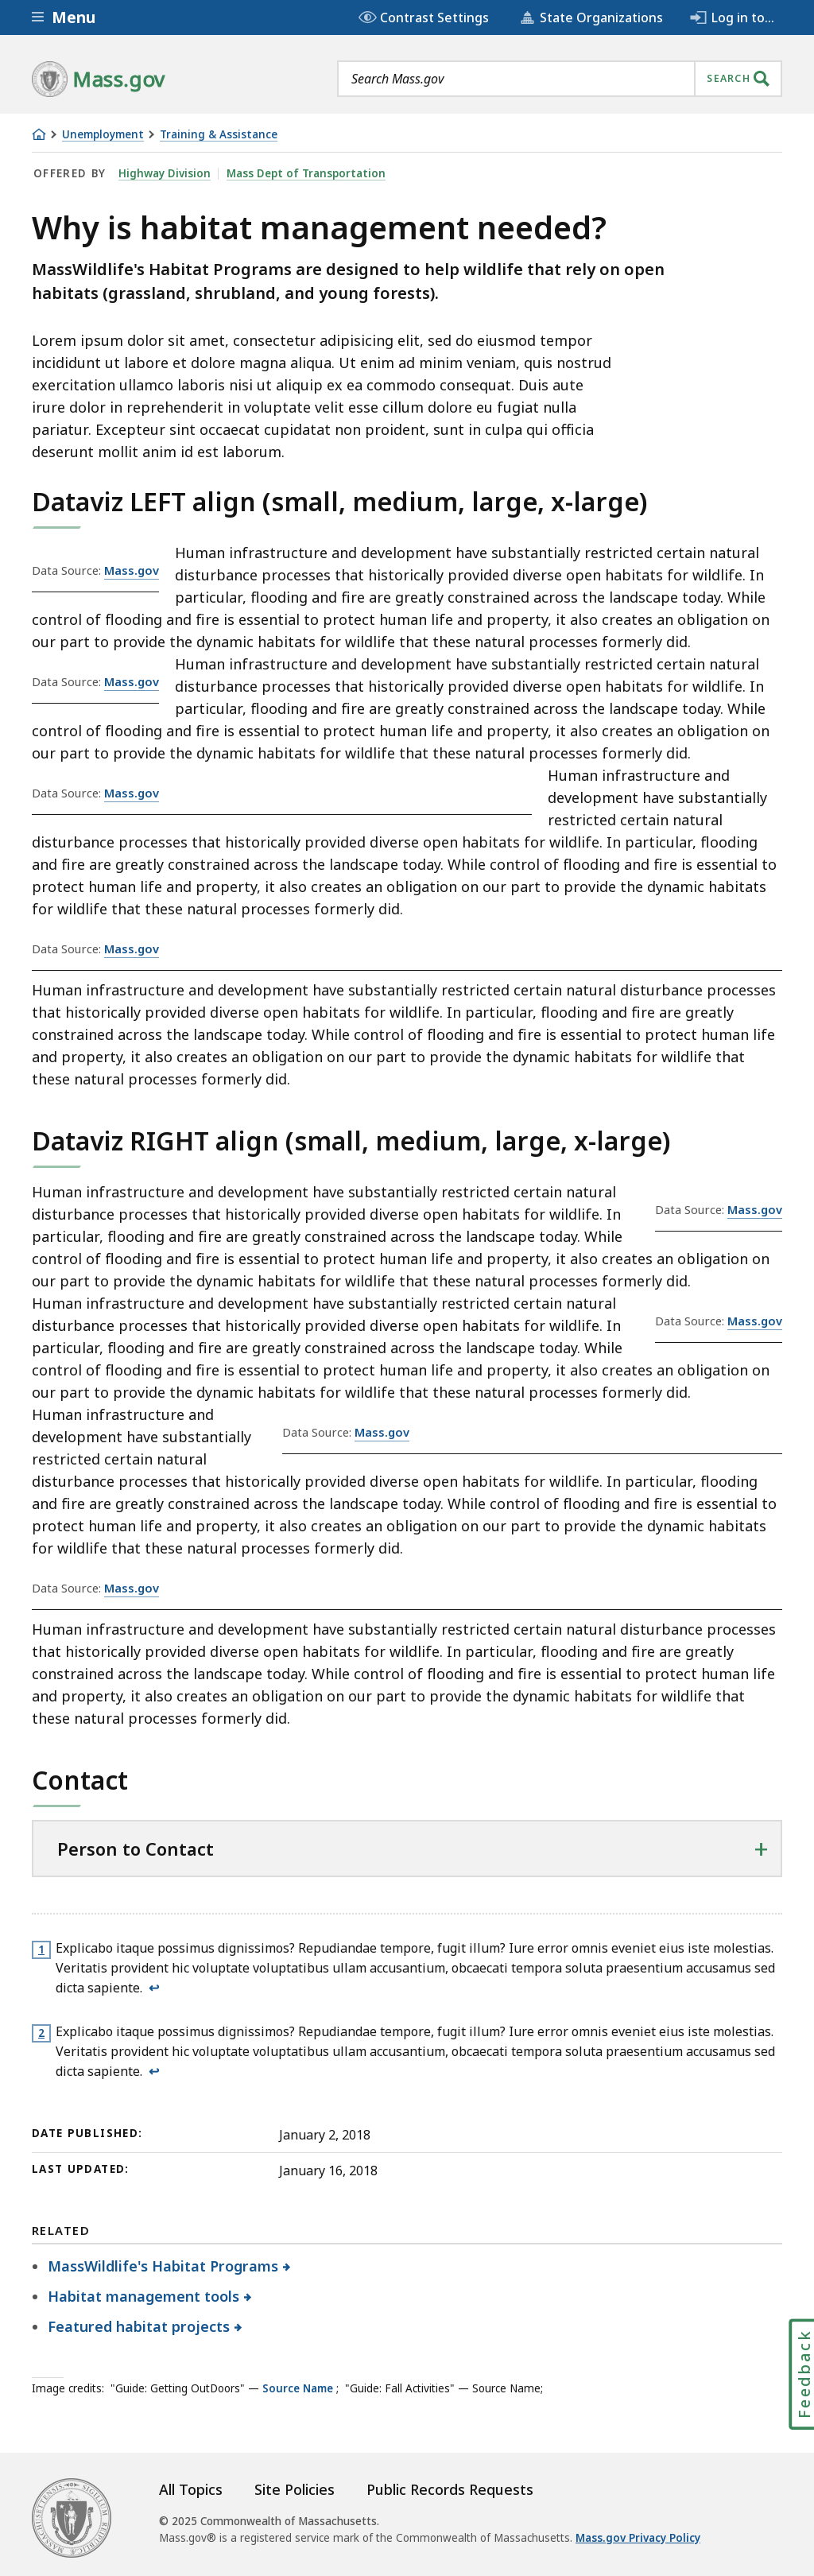 Menu
Contrast Settings
State Organizations
Log in to...
Mass.gov
Search Mass.gov
SEARCH
Unemployment
Training & Assistance
OFFERED BY Highway Division Mass Dept of Transportation
Why is habitat management needed?
MassWildlife's Habitat Programs are designed to help wildlife that rely on open
habitats (grassland, shrubland, and young forests).
Lorem ipsum dolor sit amet, consectetur adipisicing elit, sed do eiusmod tempor
incididunt ut labore et dolore magna aliqua. Ut enim ad minim veniam, quis nostrud
exercitation ullamco laboris nisi ut aliquip ex ea commodo consequat. Duis aute
irure dolor in reprehenderit in voluptate velit esse cillum dolore eu fugiat nulla
pariatur. Excepteur sint occaecat cupidatat non proident, sunt in culpa qui officia
deserunt mollit anim id est laborum.
Dataviz LEFT align (small, medium, large, x-large)
Data Source: Mass.gov
Human infrastructure and development have substantially restricted certain natural
disturbance processes that historically provided diverse open habitats for wildlife. In
particular, flooding and fire are greatly constrained across the landscape today. While
control of flooding and fire is essential to protect human life and property, it also creates an obligation on
our part to provide the dynamic habitats for wildlife that these natural processes formerly did.
Data Source: Mass.gov
Human infrastructure and development have substantially restricted certain natural
disturbance processes that historically provided diverse open habitats for wildlife. In
particular, flooding and fire are greatly constrained across the landscape today. While
control of flooding and fire is essential to protect human life and property, it also creates an obligation on
our part to provide the dynamic habitats for wildlife that these natural processes formerly did.
Data Source: Mass.gov
Human infrastructure and
development have substantially
restricted certain natural
disturbance processes that historically provided diverse open habitats for wildlife. In particular, flooding
and fire are greatly constrained across the landscape today. While control of flooding and fire is essential to
protect human life and property, it also creates an obligation on our part to provide the dynamic habitats
for wildlife that these natural processes formerly did.
Data Source: Mass.gov
Human infrastructure and development have substantially restricted certain natural disturbance processes
that historically provided diverse open habitats for wildlife. In particular, flooding and fire are greatly
constrained across the landscape today. While control of flooding and fire is essential to protect human life
and property, it also creates an obligation on our part to provide the dynamic habitats for wildlife that
these natural processes formerly did.
Dataviz RIGHT align (small, medium, large, x-large)
Data Source: Mass.gov
Human infrastructure and development have substantially restricted certain natural
disturbance processes that historically provided diverse open habitats for wildlife. In
particular, flooding and fire are greatly constrained across the landscape today. While
control of flooding and fire is essential to protect human life and property, it also creates an obligation on
our part to provide the dynamic habitats for wildlife that these natural processes formerly did.
Data Source: Mass.gov
Human infrastructure and development have substantially restricted certain natural
disturbance processes that historically provided diverse open habitats for wildlife. In
particular, flooding and fire are greatly constrained across the landscape today. While
control of flooding and fire is essential to protect human life and property, it also creates an obligation on
our part to provide the dynamic habitats for wildlife that these natural processes formerly did.
Data Source: Mass.gov
Human infrastructure and
development have substantially
restricted certain natural
disturbance processes that historically provided diverse open habitats for wildlife. In particular, flooding
and fire are greatly constrained across the landscape today. While control of flooding and fire is essential to
protect human life and property, it also creates an obligation on our part to provide the dynamic habitats
for wildlife that these natural processes formerly did.
Data Source: Mass.gov
Human infrastructure and development have substantially restricted certain natural disturbance processes
that historically provided diverse open habitats for wildlife. In particular, flooding and fire are greatly
constrained across the landscape today. While control of flooding and fire is essential to protect human life
and property, it also creates an obligation on our part to provide the dynamic habitats for wildlife that
these natural processes formerly did.
Contact
Person to Contact +
1 Explicabo itaque possimus dignissimos? Repudiandae tempore, fugit illum? Iure error omnis eveniet eius iste molestias.
Veritatis provident hic voluptate voluptatibus ullam accusantium, obcaecati tempora soluta praesentium accusamus sed
dicta sapiente. ↩
2 Explicabo itaque possimus dignissimos? Repudiandae tempore, fugit illum? Iure error omnis eveniet eius iste molestias.
Veritatis provident hic voluptate voluptatibus ullam accusantium, obcaecati tempora soluta praesentium accusamus sed
dicta sapiente. ↩
DATE PUBLISHED: January 2, 2018
LAST UPDATED: January 16, 2018
RELATED
MassWildlife's Habitat Programs
Habitat management tools
Featured habitat projects
Feedback
Image credits: "Guide: Getting OutDoors" — Source Name ; "Guide: Fall Activities" — Source Name;
All Topics
Site Policies
Public Records Requests
© 2025 Commonwealth of Massachusetts.
Mass.gov® is a registered service mark of the Commonwealth of Massachusetts. Mass.gov Privacy Policy